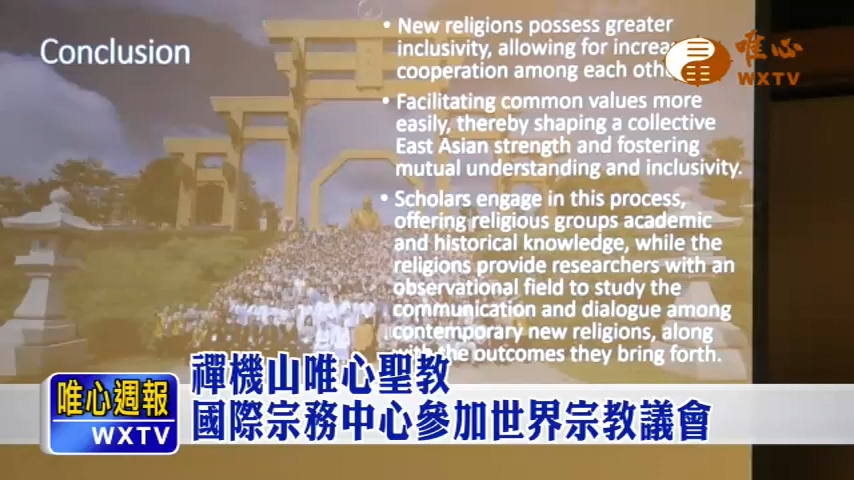 Conclusion
• New religions possess greater
inclusivity, allowing for increa
cooperation among each othe
• Facilitating common values more
easily, thereby shaping a collective
East Asian strength and fostering
mutual understanding and inclusivity.
• Scholars engage in this process,
offering religious groups academic
and historical knowledge, while the
religions provide researchers with an
observational field to study the
communication and dialogue among
contemporary new religions, along
the outcomes they bring forth.
唯心
WXTV
禪機山唯心聖教
國際宗務中心參加世界宗教議會
唯心週報
WXTV